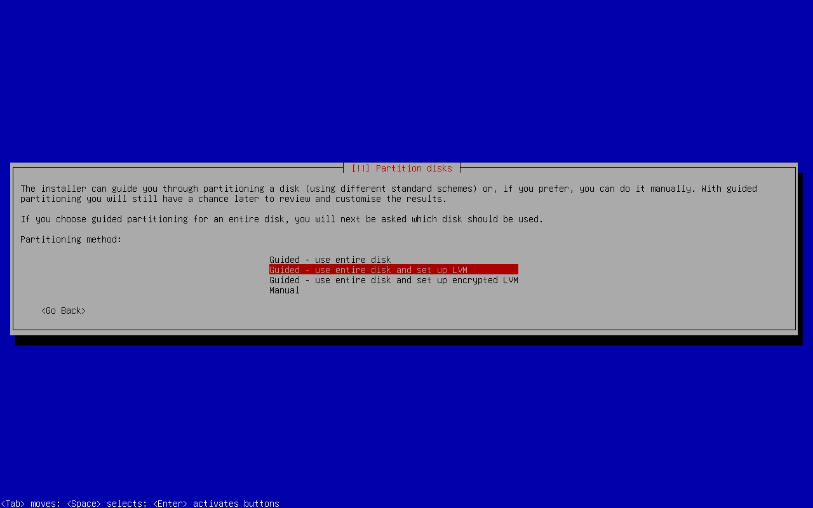 [!!] Partition disks
The installer can guide you through partitioning a disk (using different standard schemes) or, if you prefer, you can do it manually. With guided
partitioning you will still have a chance later to review and customise the results.
If you choose guided partitioning for an entire disk, you will next be asked which disk should be used.
Partitioning method:
Guided - use entire disk
Guided - use entire disk and set up LVM
Guided - use entire disk and set up encrypted LVM
Manual
<Go Back>
<Tab> moves; <Space> selects; <Enter> activates buttons